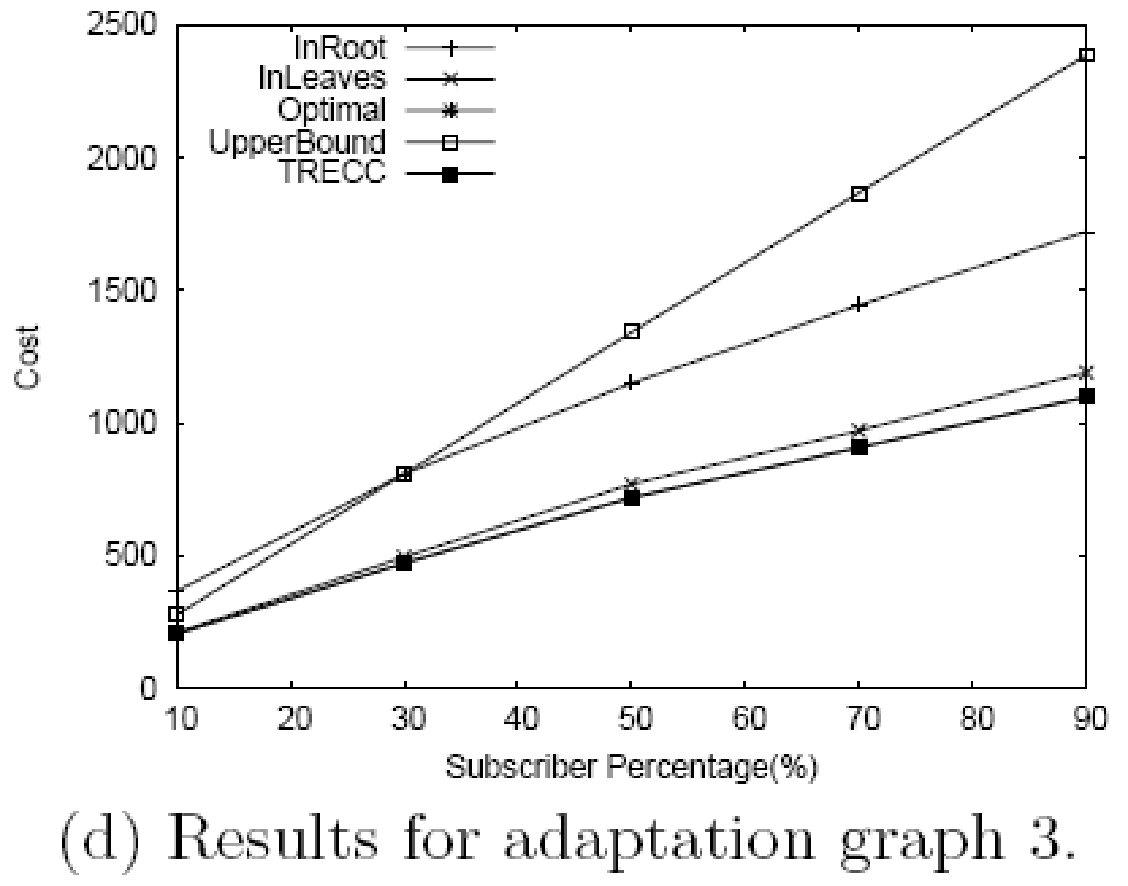 2500
2000
1500
1000
500
0
Cost
InRoot
InLeaves
Optimal
UpperBound
TRECC
10 20 30 40 50 60 70 80 90
Subscriber Percentage(%)
(d) Results for adaptation graph 3.